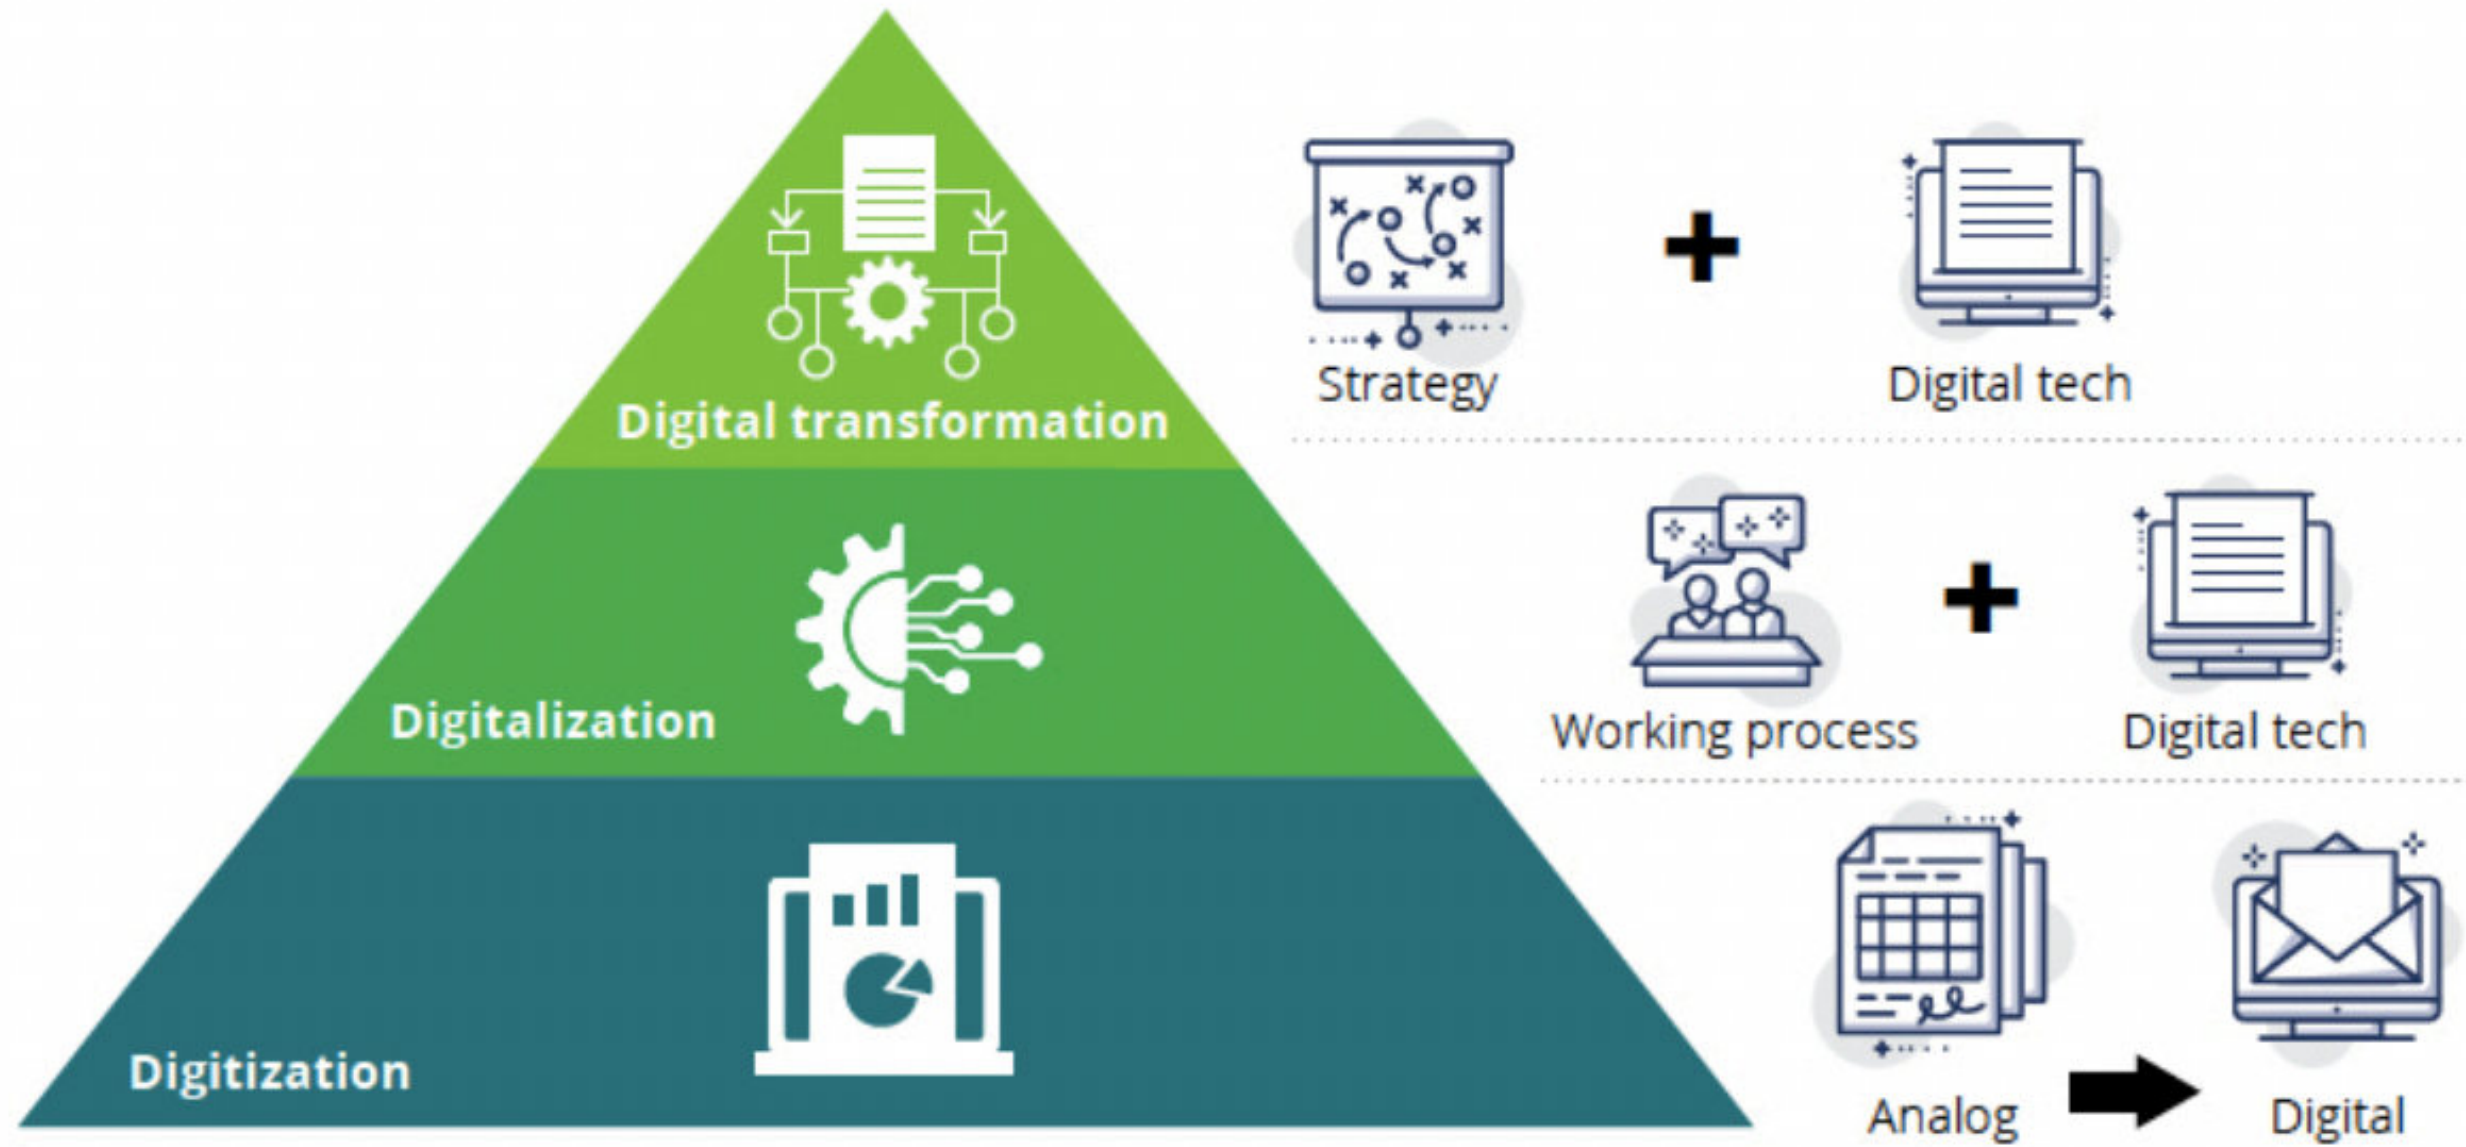 Strategy
Digital tech
Digital transformation
Working process
Digital tech
Digitalization
Analog
Digital
Digitization